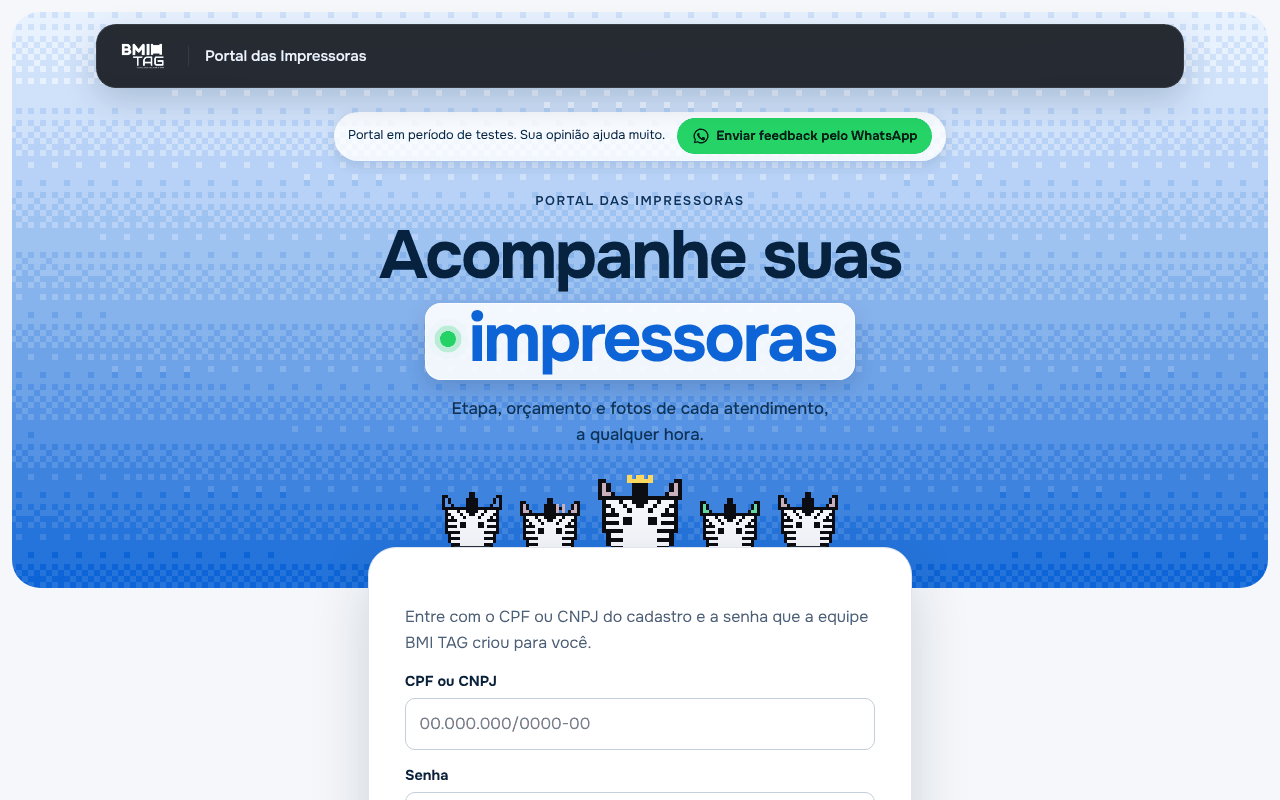 BMI
TAG
Portal das Impressoras
Portal em período de testes. Sua opinião ajuda muito.
Enviar feedback pelo WhatsApp
PORTAL DAS IMPRESSORAS
Acompanhe suas
impressoras
Etapa, orçamento e fotos de cada atendimento,
a qualquer hora.
Entre com o CPF ou CNPJ do cadastro e a senha que a equipe
BMI TAG criou para você.
CPF ou CNPJ
00.000.000/0000-00
Senha